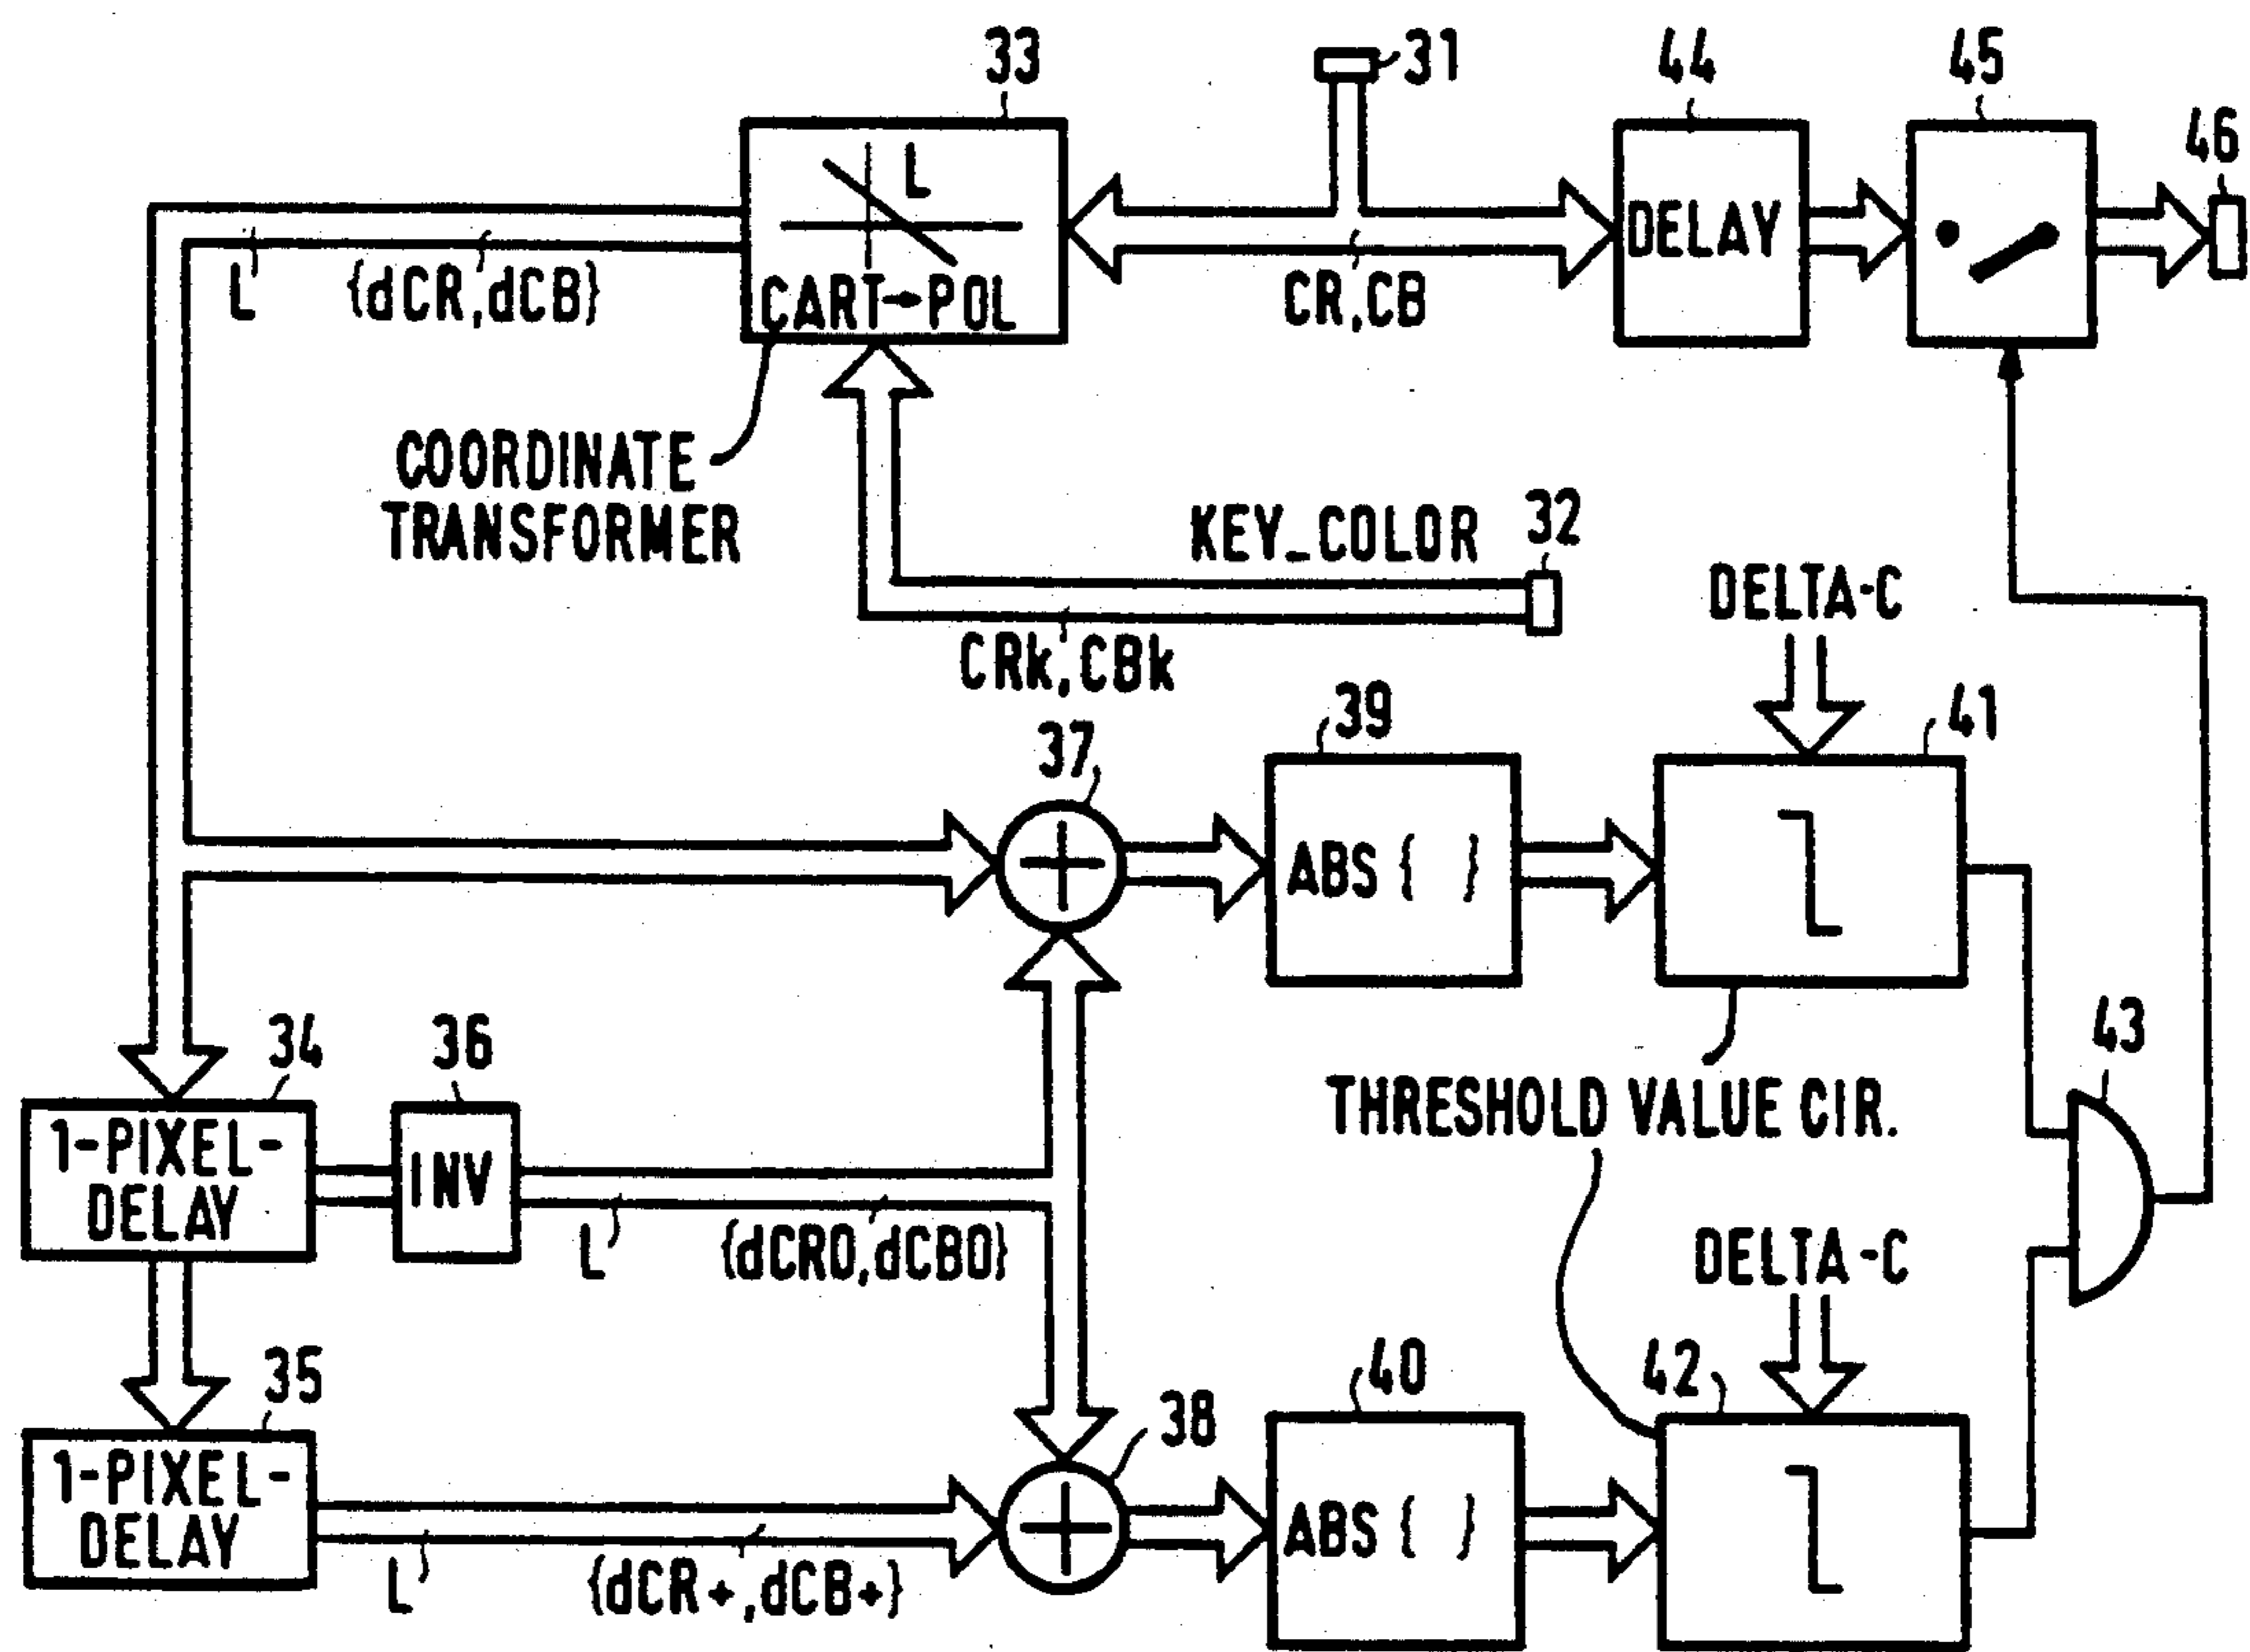 33
31
44
45
46
L
CART→POL
DELAY
L {dCR,dCB}
CR,CB
COORDINATE
TRANSFORMER
KEY_COLOR
32
CRk,CBk
DELTA-C
37
39
41
ABS { }
34
36
43
1-PIXEL-
DELAY
INV
THRESHOLD VALUE CIR.
L {dCR0,dCB0}
DELTA-C
35
38
40
42
1-PIXEL-
DELAY
ABS { }
L {dCR+,dCB+}